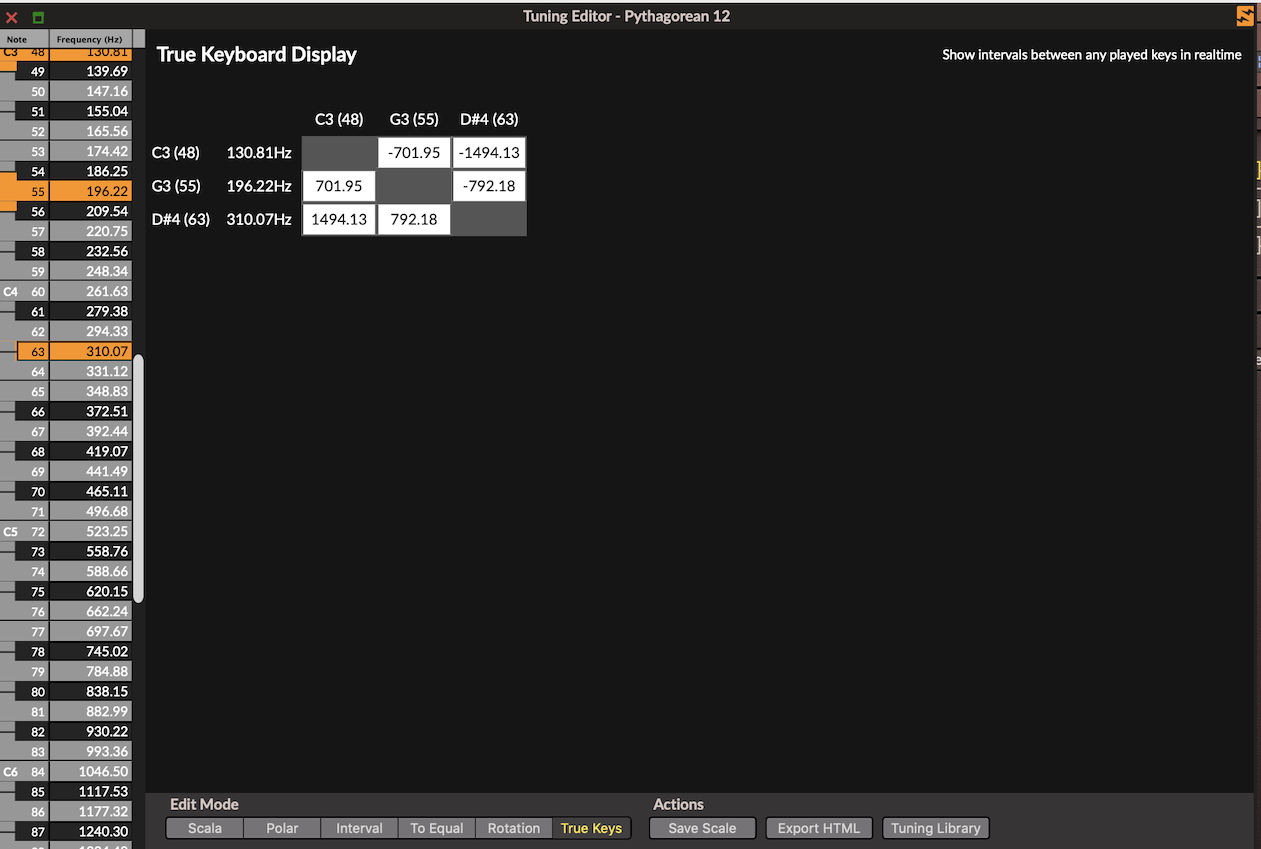 Tuning Editor - Pythagorean 12
Note Frequency (Hz)
C3 48 130.81
49 139.69
50 147.16
51 155.04
52 165.56
53 174.42
54 186.25
55 196.22
56 209.54
57 220.75
58 232.56
59 248.34
C4 60 261.63
61 279.38
62 294.33
63 310.07
64 331.12
65 348.83
66 372.51
67 392.44
68 419.07
69 441.49
70 465.11
71 496.68
C5 72 523.25
73 558.76
74 588.66
75 620.15
76 662.24
77 697.67
78 745.02
79 784.88
80 838.15
81 882.99
82 930.22
83 993.36
C6 84 1046.50
85 1117.53
86 1177.32
87 1240.30
True Keyboard Display
Show intervals between any played keys in realtime
C3 (48) G3 (55) D#4 (63)
C3 (48) 130.81Hz -701.95 -1494.13
G3 (55) 196.22Hz 701.95 -792.18
D#4 (63) 310.07Hz 1494.13 792.18
Edit Mode Actions
Scala Polar Interval To Equal Rotation True Keys Save Scale Export HTML Tuning Library